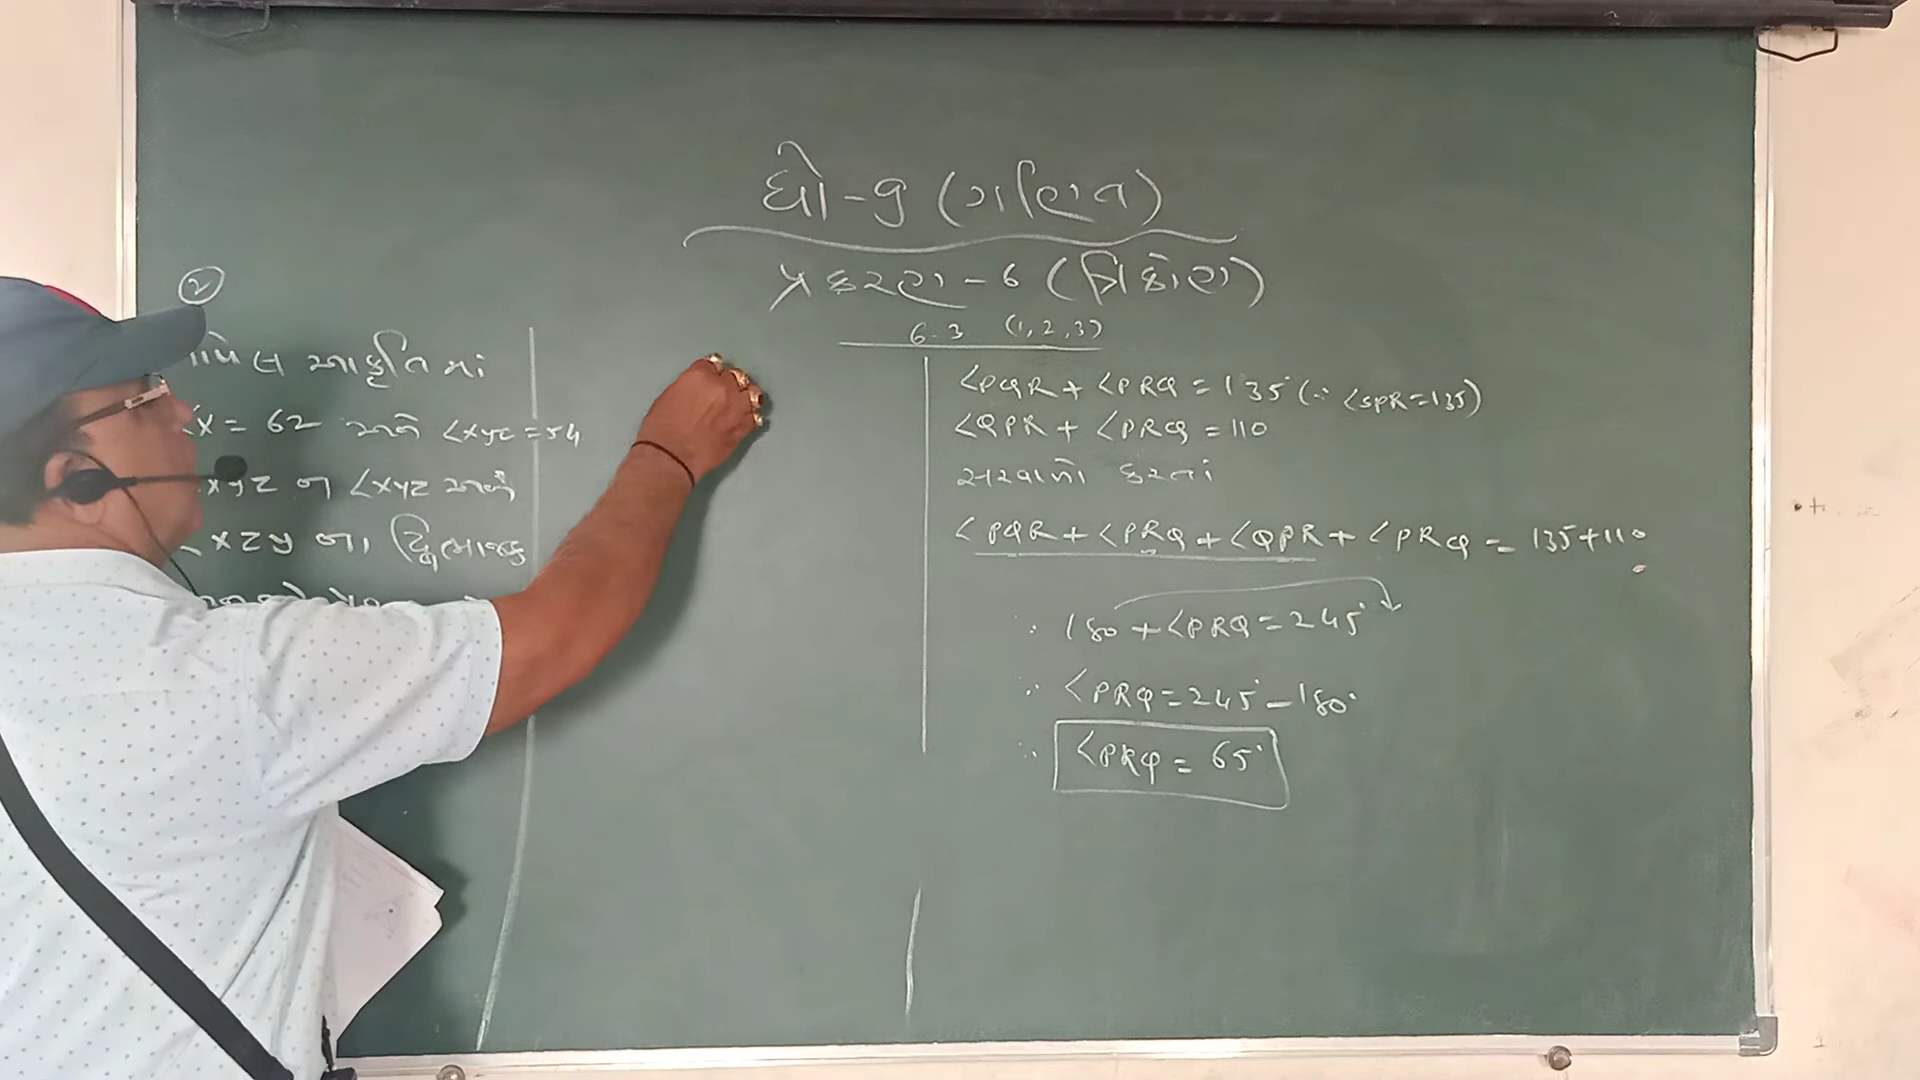 ધો-૭ (ગણિત)
પ્રકરણ-6 (ત્રિકોણ)
6.3 (1,2,3)
2
આકૃતિમાં
X = 62 અને <XYZ = 54
XYZ માં <XYZ અને
XZY ના દ્વિભાજક
<PQR + <PRQ = 135° (∵ <SPR=135)
<QPR + <PRQ = 110
સરવાળો કરતાં
<PQR + <PRQ + <QPR + <PRQ = 135+110
∴ 180 + <PRQ = 245°
∴ <PRQ = 245° - 180°
∴ <PRQ = 65°